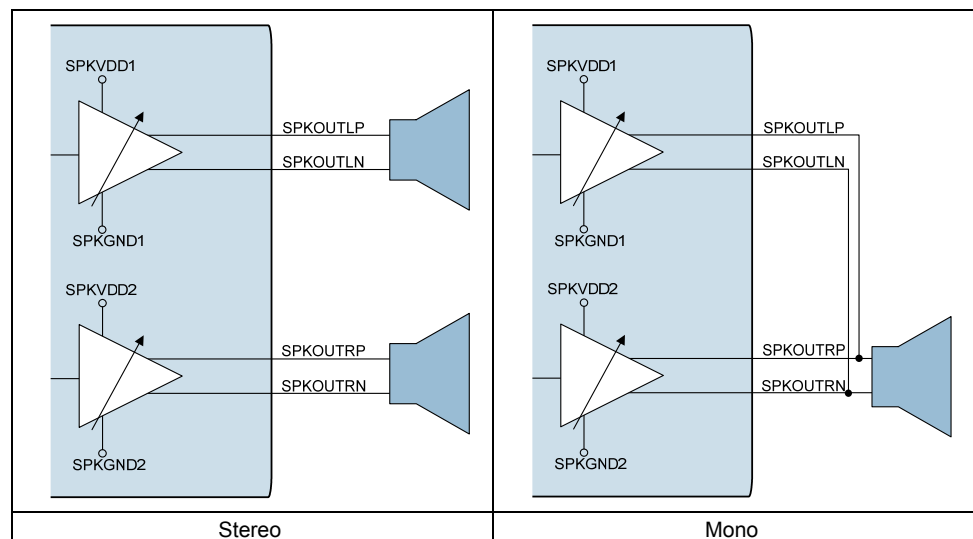 SPKVDD1
SPKOUTLP
SPKOUTLN
SPKGND1
SPKVDD2
SPKOUTRP
SPKOUTRN
SPKGND2
Stereo
SPKVDD1
SPKOUTLP
SPKOUTLN
SPKGND1
SPKVDD2
SPKOUTRP
SPKOUTRN
SPKGND2
Mono